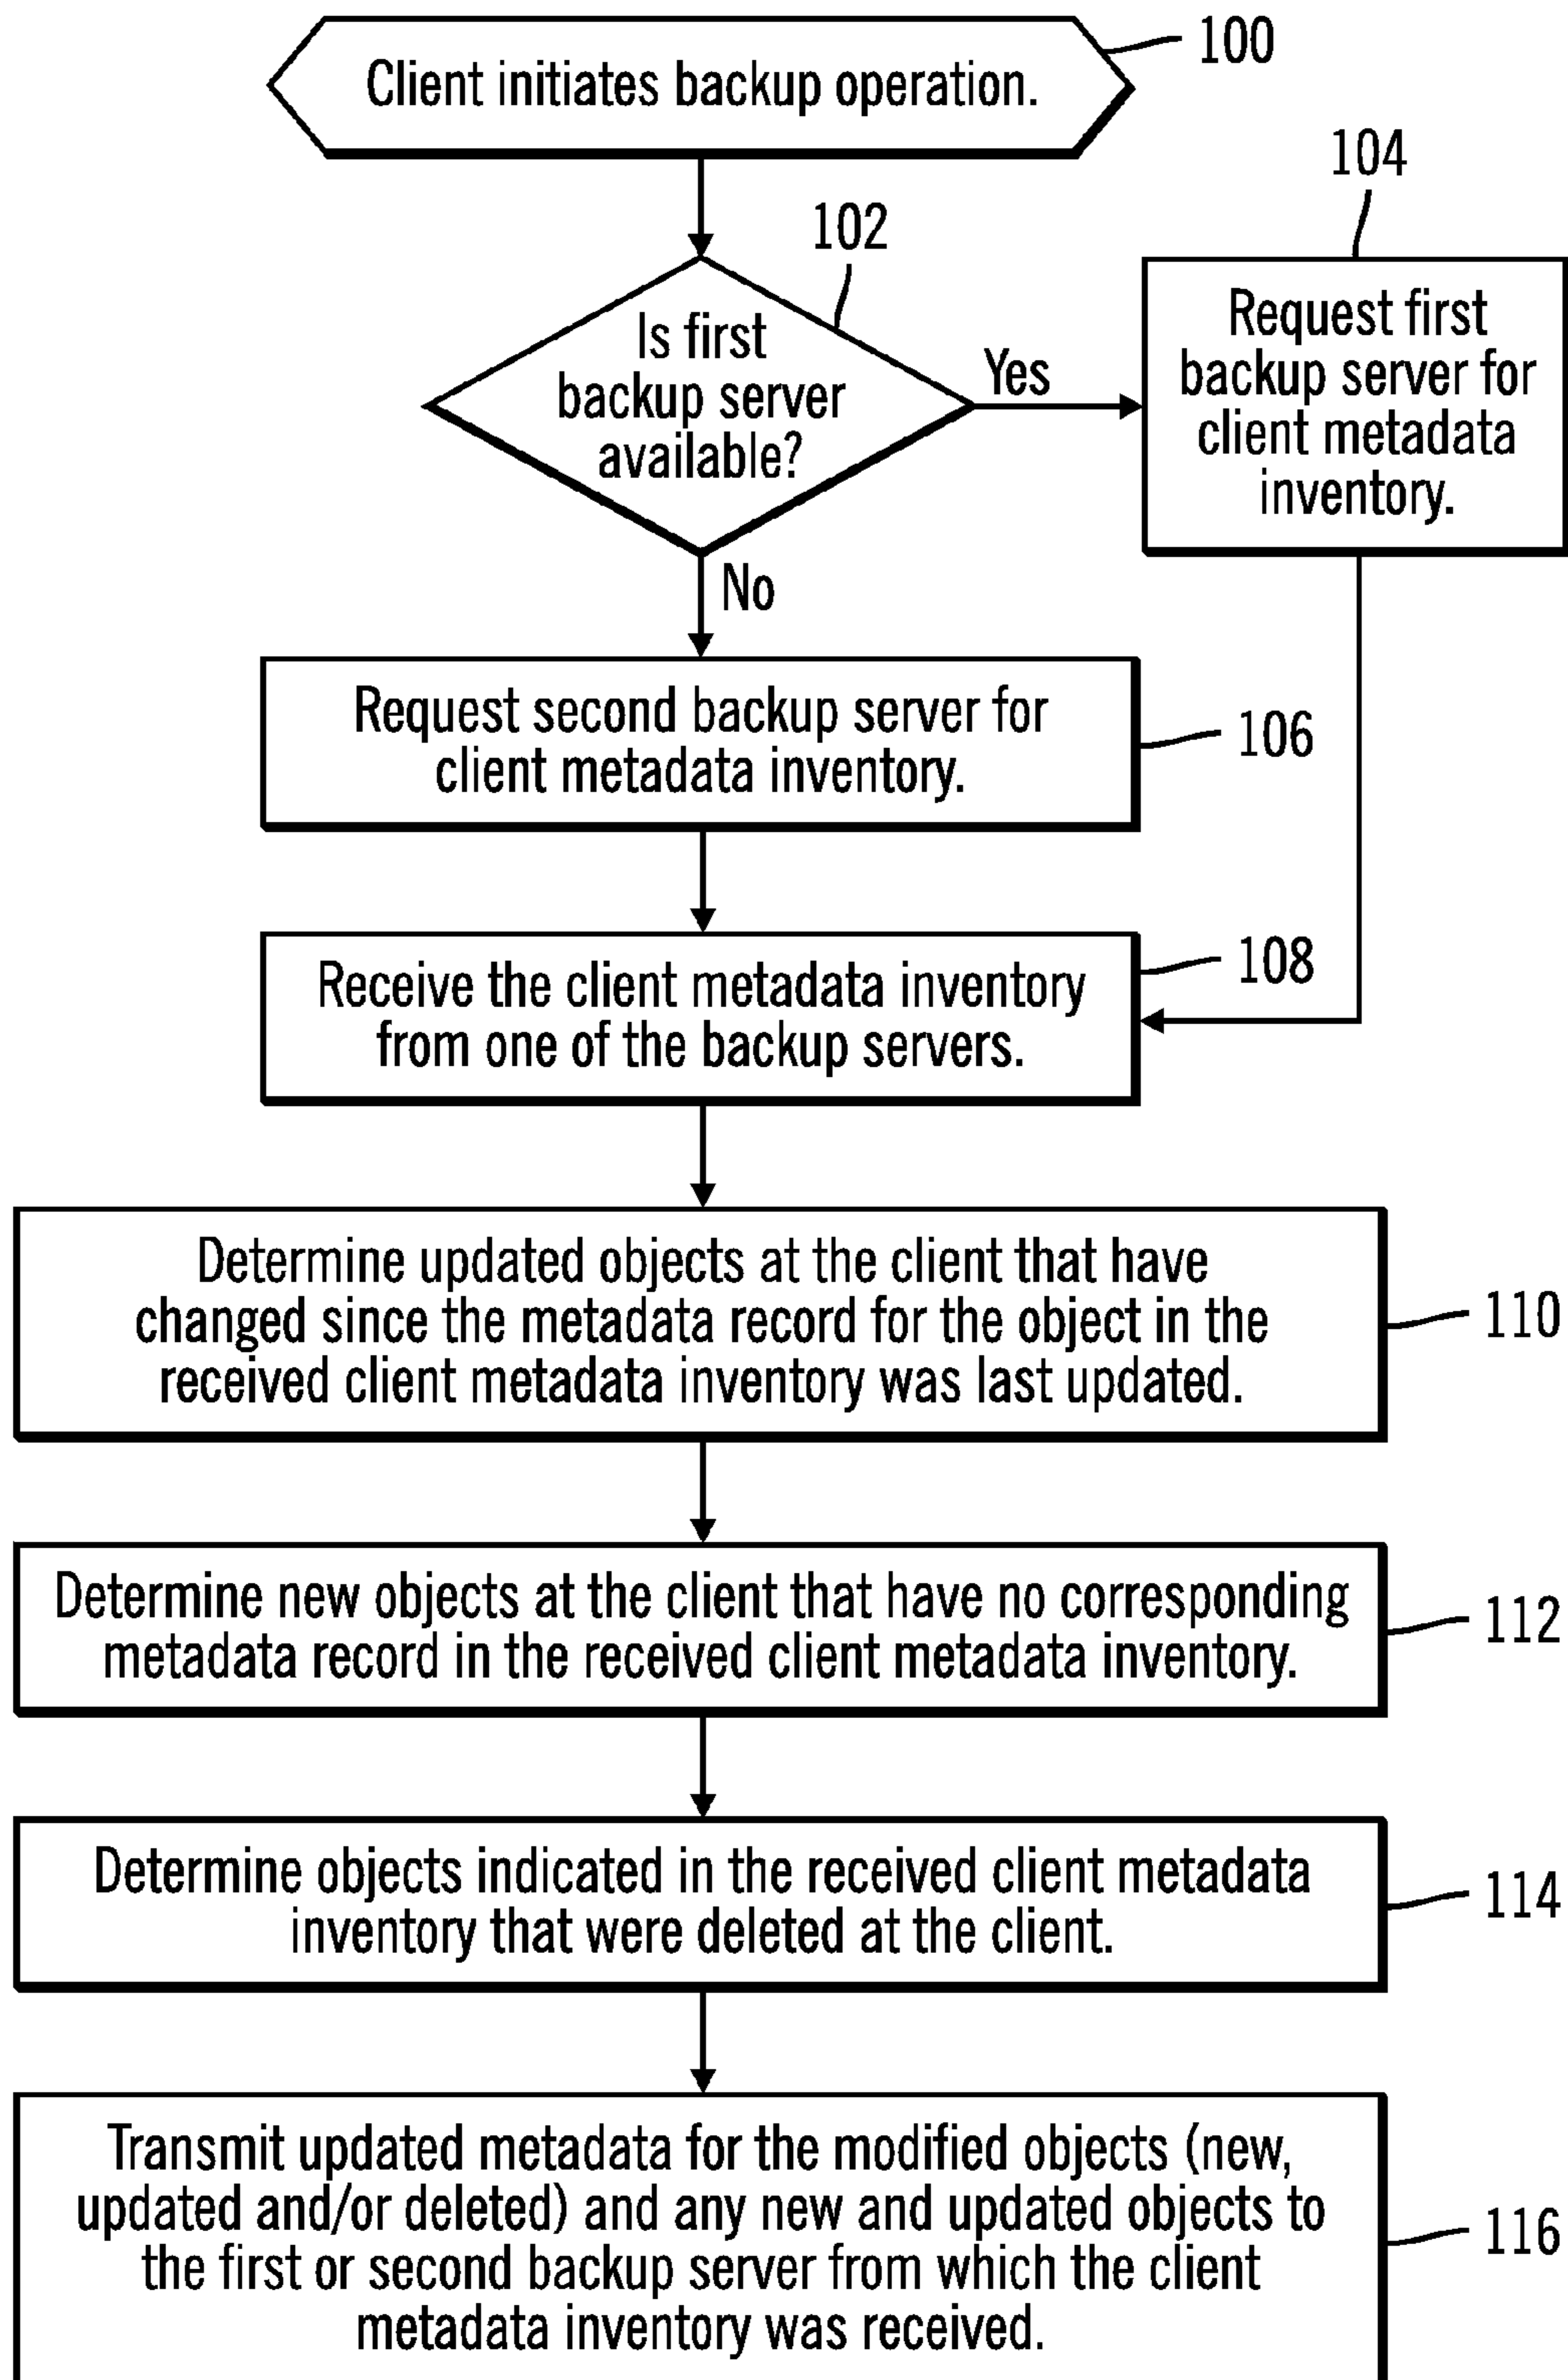 Client initiates backup operation.
100
102
Is first
backup server
available?
Yes
104
Request first
backup server for
client metadata
inventory.
No
Request second backup server for
client metadata inventory.
106
Receive the client metadata inventory
from one of the backup servers.
108
Determine updated objects at the client that have
changed since the metadata record for the object in the
received client metadata inventory was last updated.
110
Determine new objects at the client that have no corresponding
metadata record in the received client metadata inventory.
112
Determine objects indicated in the received client metadata
inventory that were deleted at the client.
114
Transmit updated metadata for the modified objects (new,
updated and/or deleted) and any new and updated objects to
the first or second backup server from which the client
metadata inventory was received.
116